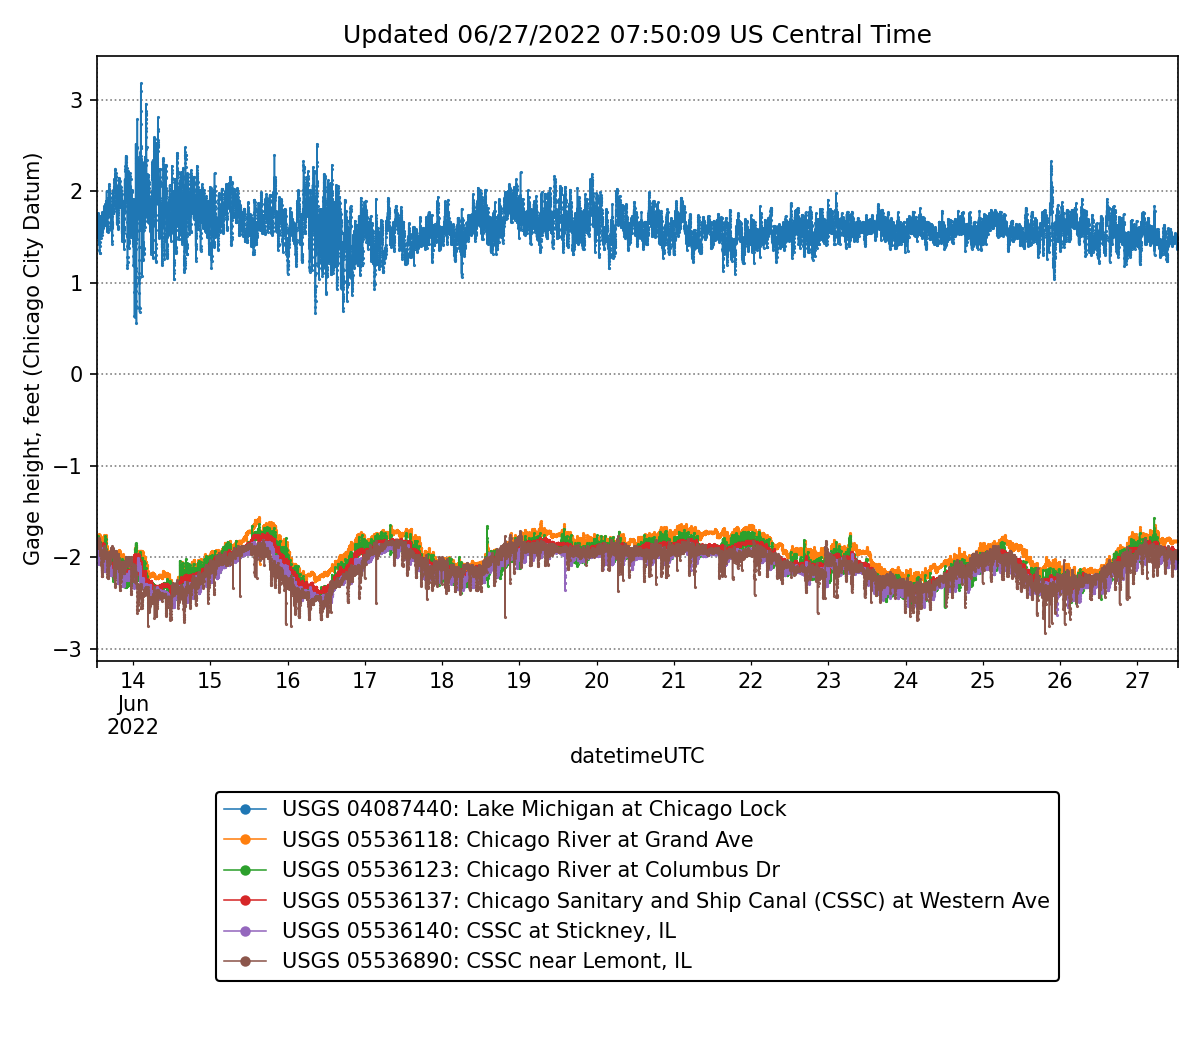 Updated 06/27/2022 07:50:09 US Central Time
Gage height, feet (Chicago City Datum)
3
2
1
0
−1
−2
−3
14 15 16 17 18 19 20 21 22 23 24 25 26 27
Jun
2022
datetimeUTC
USGS 04087440: Lake Michigan at Chicago Lock
USGS 05536118: Chicago River at Grand Ave
USGS 05536123: Chicago River at Columbus Dr
USGS 05536137: Chicago Sanitary and Ship Canal (CSSC) at Western Ave
USGS 05536140: CSSC at Stickney, IL
USGS 05536890: CSSC near Lemont, IL